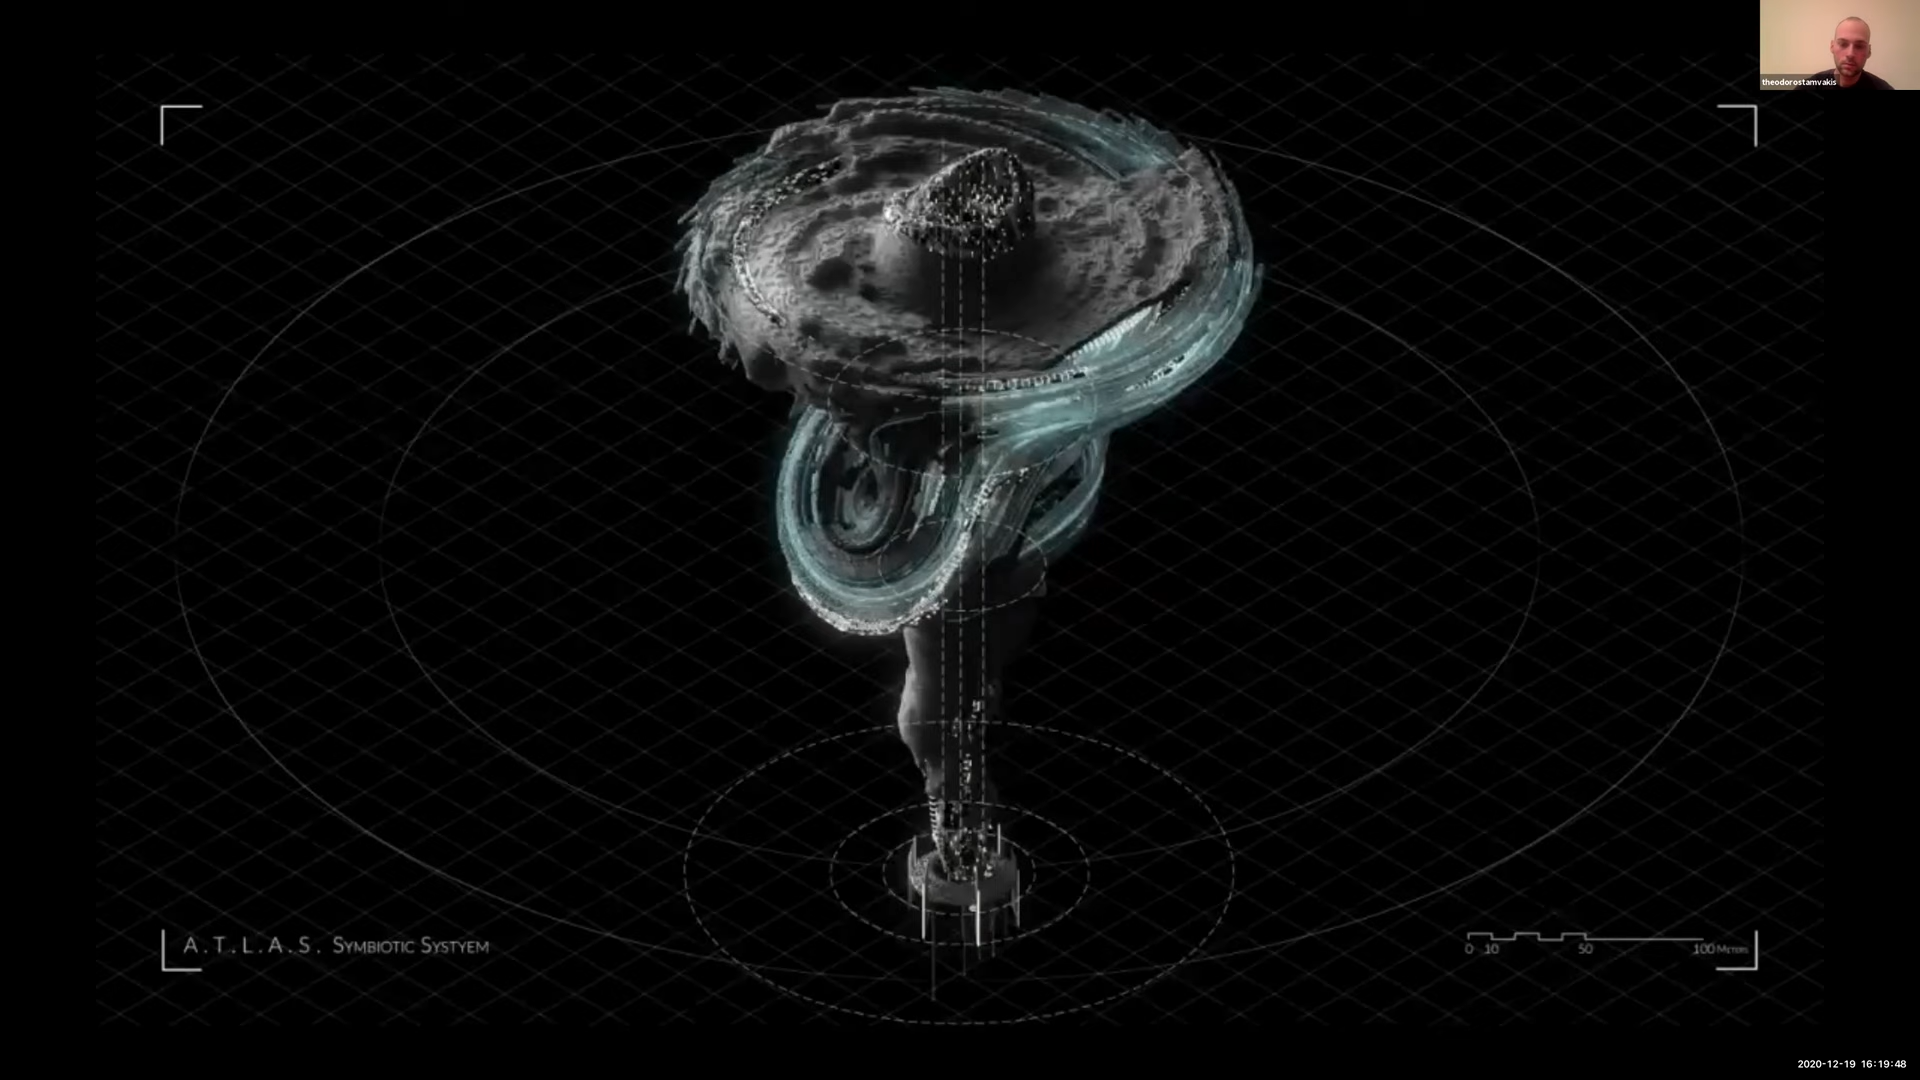 theodorostamvakis
A.T.L.A.S. Symbiotic Systyem
0 10 50 100 Meters
2020-12-19 16:19:48